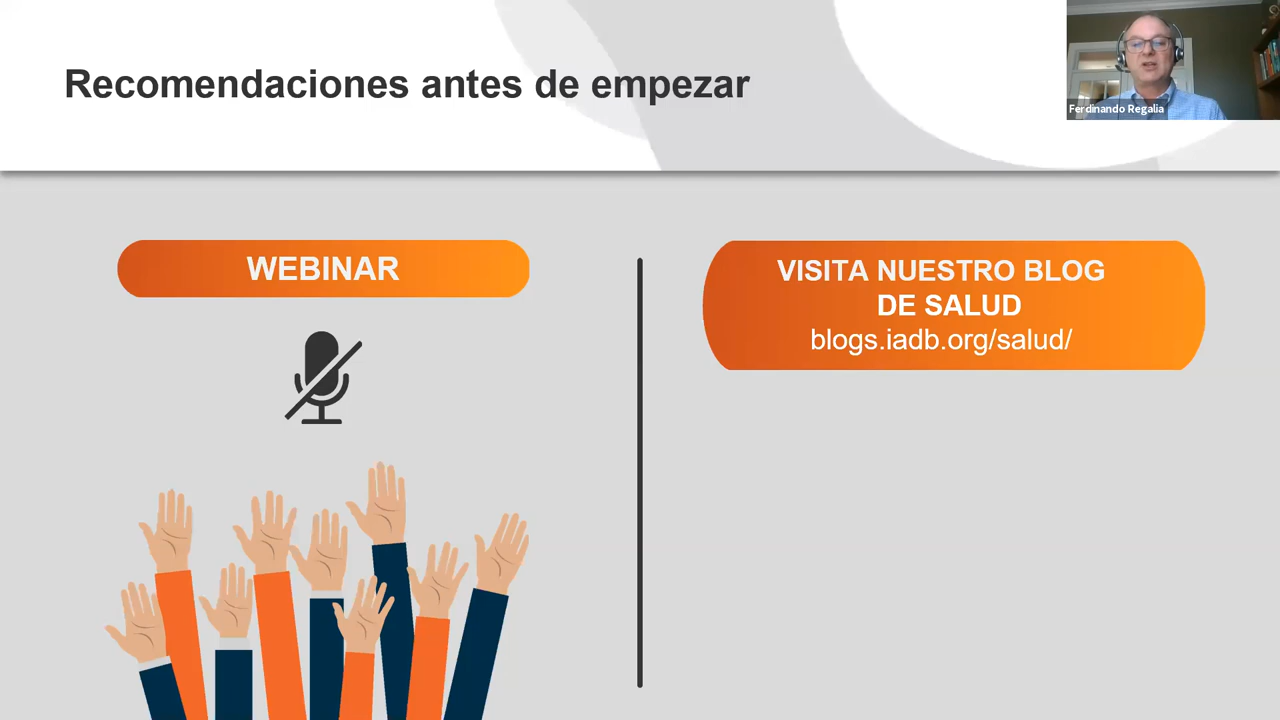 Recomendaciones antes de empezar
Ferdinando Regalia
WEBINAR
VISITA NUESTRO BLOG
DE SALUD
blogs.iadb.org/salud/